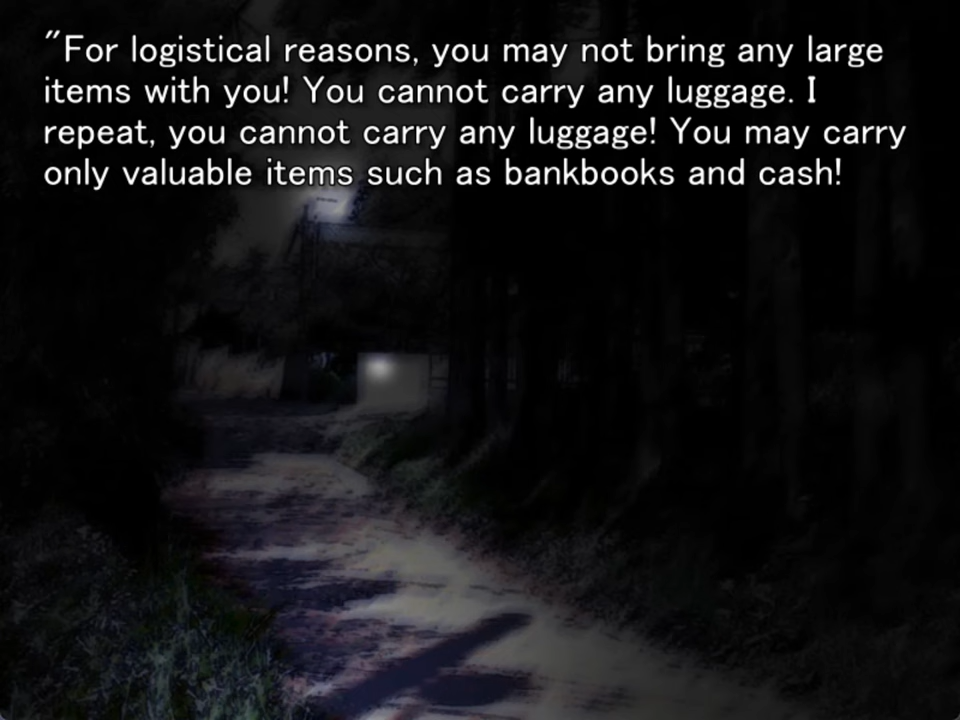 "For logistical reasons, you may not bring any large
items with you! You cannot carry any luggage. I
repeat, you cannot carry any luggage! You may carry
only valuable items such as bankbooks and cash!